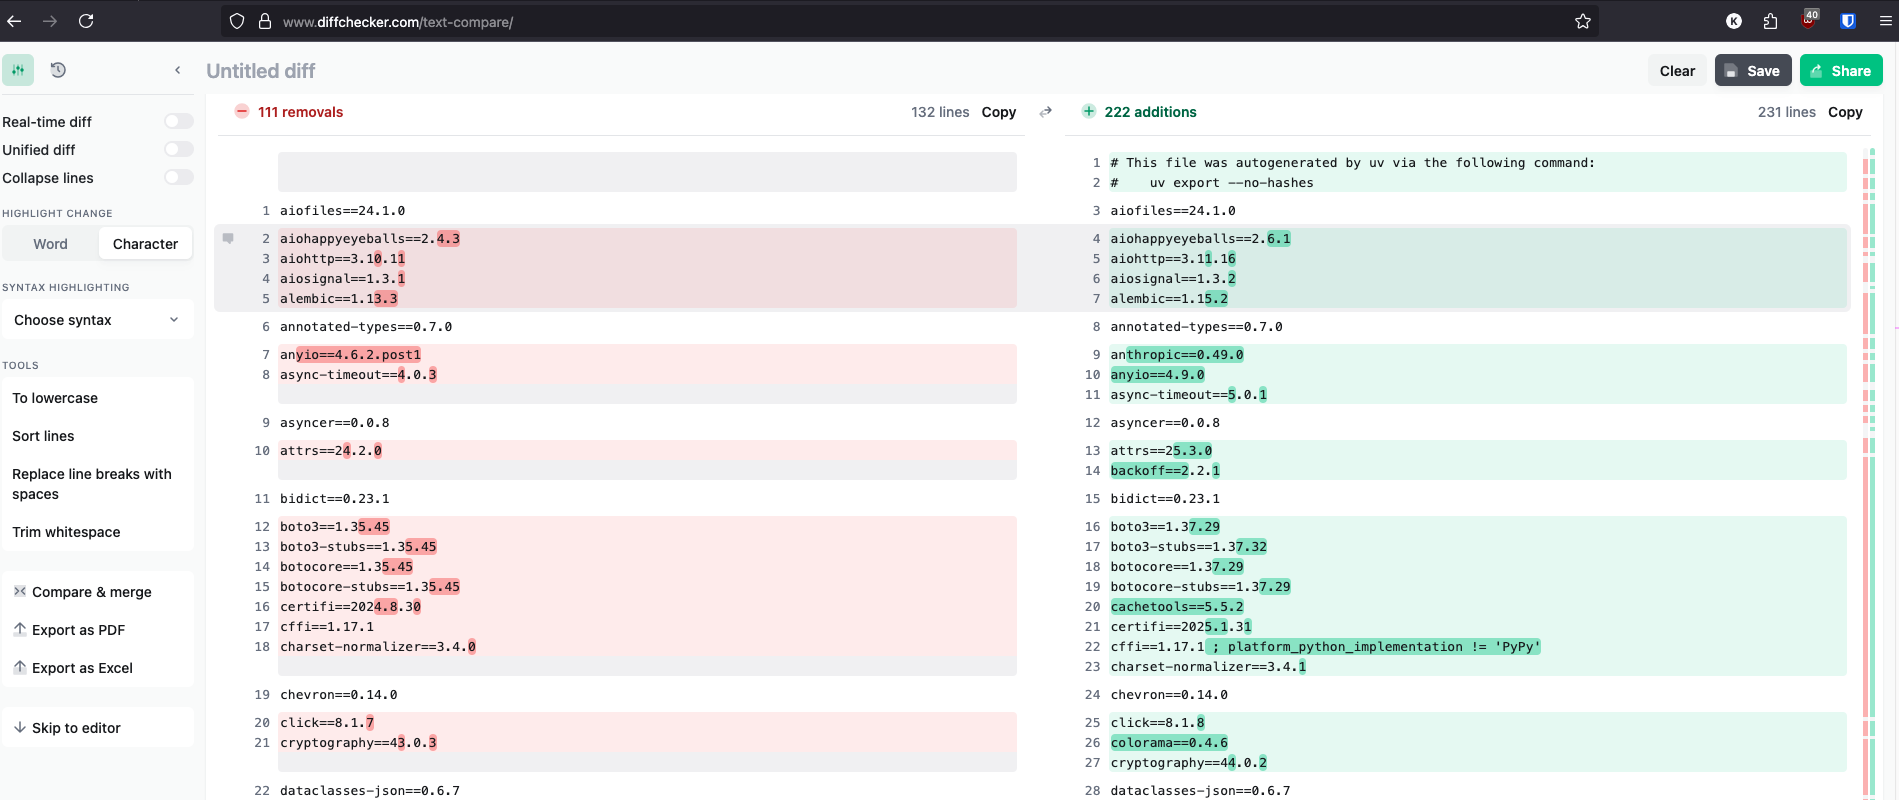 www.diffchecker.com/text-compare/
K
40
Untitled diff
Clear
Save
Share
Real-time diff
Unified diff
Collapse lines
HIGHLIGHT CHANGE
Word
Character
SYNTAX HIGHLIGHTING
Choose syntax
TOOLS
To lowercase
Sort lines
Replace line breaks with
spaces
Trim whitespace
Compare & merge
Export as PDF
Export as Excel
Skip to editor
111 removals
132 lines
Copy
1 aiofiles==24.1.0
2 aiohappyeyeballs==2.4.3
3 aiohttp==3.10.11
4 aiosignal==1.3.1
5 alembic==1.13.3
6 annotated-types==0.7.0
7 anyio==4.6.2.post1
8 async-timeout==4.0.3
9 asyncer==0.0.8
10 attrs==24.2.0
11 bidict==0.23.1
12 boto3==1.35.45
13 boto3-stubs==1.35.45
14 botocore==1.35.45
15 botocore-stubs==1.35.45
16 certifi==2024.8.30
17 cffi==1.17.1
18 charset-normalizer==3.4.0
19 chevron==0.14.0
20 click==8.1.7
21 cryptography==43.0.3
22 dataclasses-json==0.6.7
222 additions
231 lines
Copy
1 # This file was autogenerated by uv via the following command:
2 #    uv export --no-hashes
3 aiofiles==24.1.0
4 aiohappyeyeballs==2.6.1
5 aiohttp==3.11.16
6 aiosignal==1.3.2
7 alembic==1.15.2
8 annotated-types==0.7.0
9 anthropic==0.49.0
10 anyio==4.9.0
11 async-timeout==5.0.1
12 asyncer==0.0.8
13 attrs==25.3.0
14 backoff==2.2.1
15 bidict==0.23.1
16 boto3==1.37.29
17 boto3-stubs==1.37.32
18 botocore==1.37.29
19 botocore-stubs==1.37.29
20 cachetools==5.5.2
21 certifi==2025.1.31
22 cffi==1.17.1 ; platform_python_implementation != 'PyPy'
23 charset-normalizer==3.4.1
24 chevron==0.14.0
25 click==8.1.8
26 colorama==0.4.6
27 cryptography==44.0.2
28 dataclasses-json==0.6.7